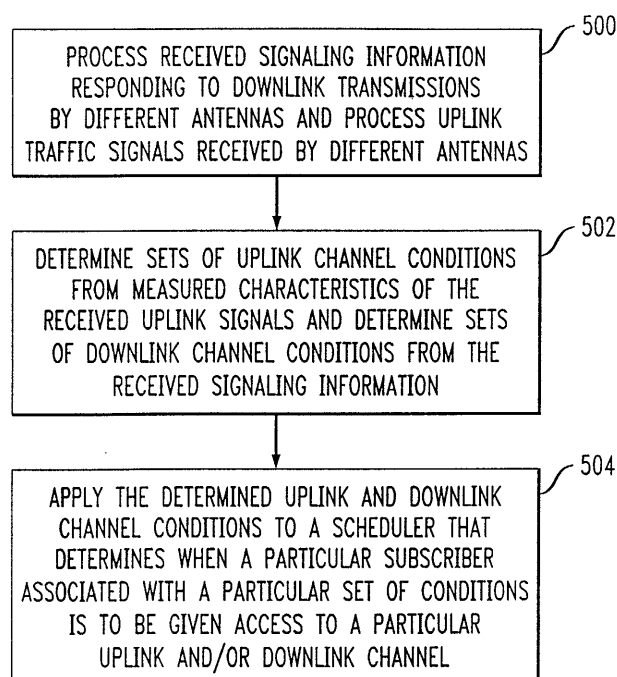 500
PROCESS RECEIVED SIGNALING INFORMATION
RESPONDING TO DOWNLINK TRANSMISSIONS
BY DIFFERENT ANTENNAS AND PROCESS UPLINK
TRAFFIC SIGNALS RECEIVED BY DIFFERENT ANTENNAS
502
DETERMINE SETS OF UPLINK CHANNEL CONDITIONS
FROM MEASURED CHARACTERISTICS OF THE
RECEIVED UPLINK SIGNALS AND DETERMINE SETS
OF DOWNLINK CHANNEL CONDITIONS FROM THE
RECEIVED SIGNALING INFORMATION
504
APPLY THE DETERMINED UPLINK AND DOWNLINK
CHANNEL CONDITIONS TO A SCHEDULER THAT
DETERMINES WHEN A PARTICULAR SUBSCRIBER
ASSOCIATED WITH A PARTICULAR SET OF CONDITIONS
IS TO BE GIVEN ACCESS TO A PARTICULAR
UPLINK AND/OR DOWNLINK CHANNEL